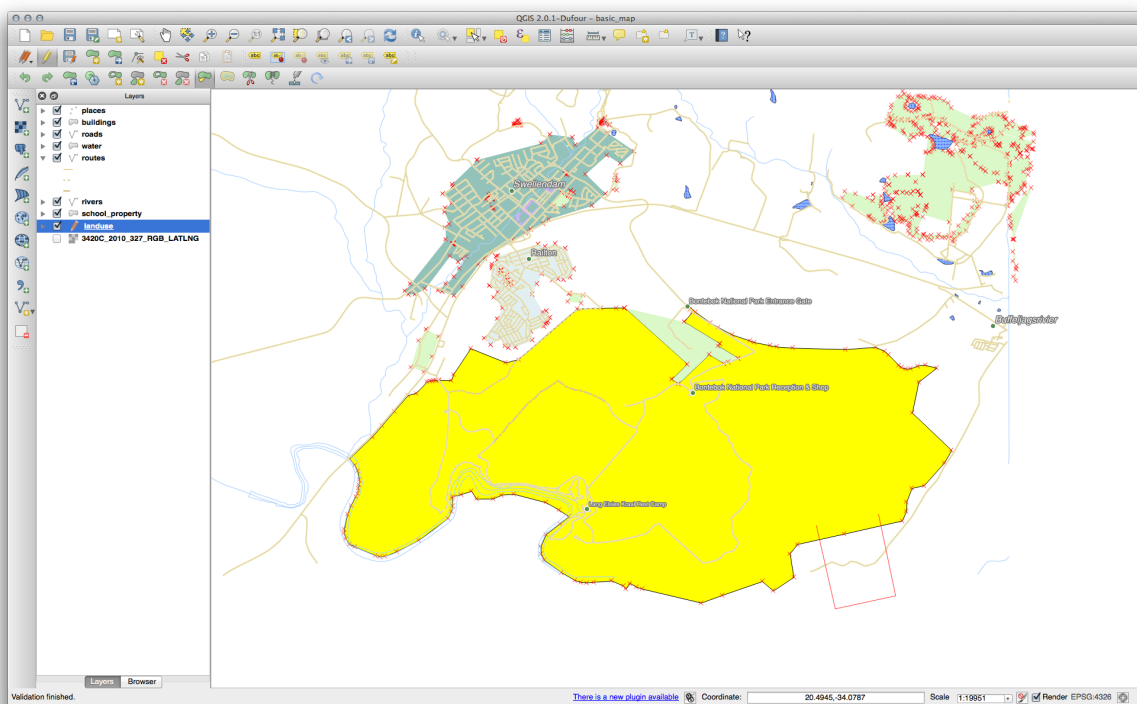 QGIS 2.0.1-Dufour - basic_map
Layers
places
buildings
roads
water
routes
rivers
school_property
landuse
3420C_2010_327_RGB_LATLNG
Swellendam
Railton
Bontebok National Park Entrance Gate
Buffeljagsrivier
Bontebok National Park Reception & Shop
Lang Elsies Kraal Rest Camp
Layers
Browser
Validation finished.
There is a new plugin available
Coordinate:
20.4945,-34.0787
Scale
1:19951
Render
EPSG:4326